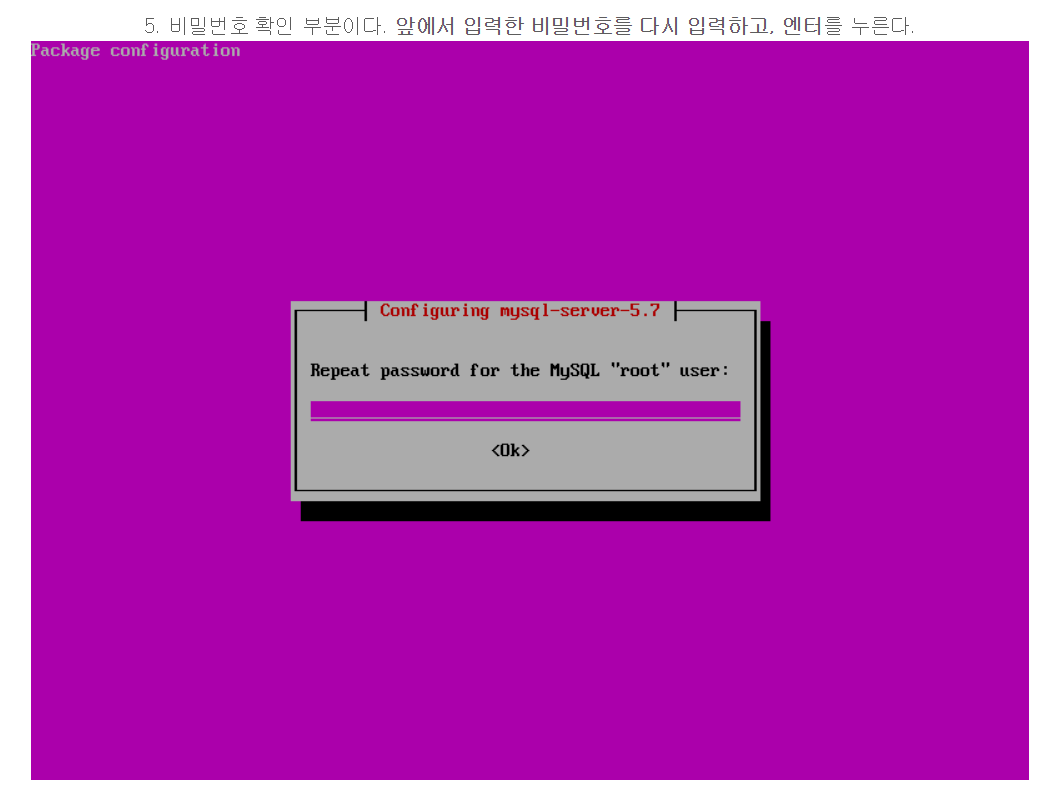 5. 비밀번호 확인 부분이다. 앞에서 입력한 비밀번호를 다시 입력하고, 엔터를 누른다.
Package configuration
Configuring mysql-server-5.7
Repeat password for the MySQL "root" user:
<Ok>